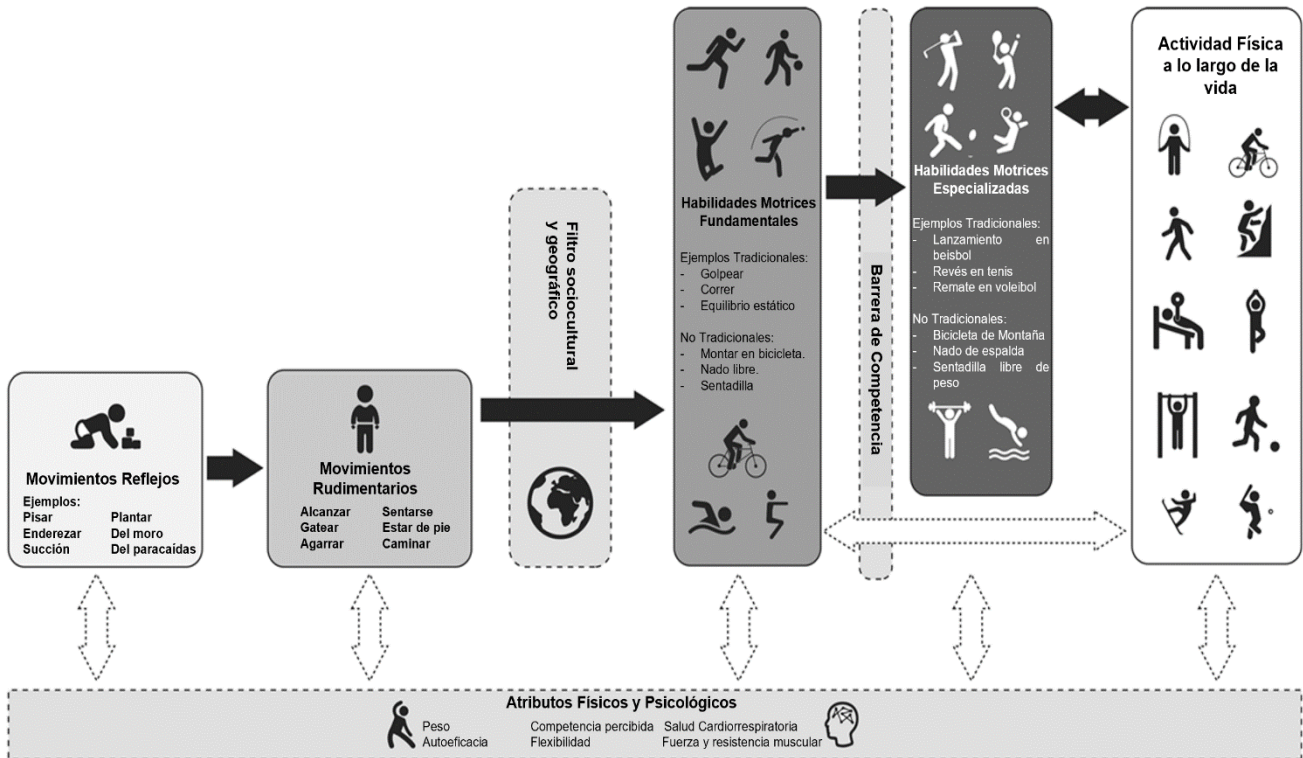 Movimientos Reflejos
Ejemplos:
Pisar Plantar
Enderezar Del moro
Succión Del paracaídas
Movimientos
Rudimentarios
Alcanzar Sentarse
Gatear Estar de pie
Agarrar Caminar
Filtro sociocultural
y geográfico
Habilidades Motrices
Fundamentales
Ejemplos Tradicionales:
- Golpear
- Correr
- Equilibrio estático
No Tradicionales:
- Montar en bicicleta.
- Nado libre.
- Sentadilla
Barrera de Competencia
Habilidades Motrices
Especializadas
Ejemplos Tradicionales:
- Lanzamiento en
beisbol
- Revés en tenis
- Remate en voleibol
No Tradicionales:
- Bicicleta de Montaña
- Nado de espalda
- Sentadilla libre de
peso
Actividad Física
a lo largo de la
vida
Atributos Físicos y Psicológicos
Peso Competencia percibida Salud Cardiorrespiratoria
Autoeficacia Flexibilidad Fuerza y resistencia muscular